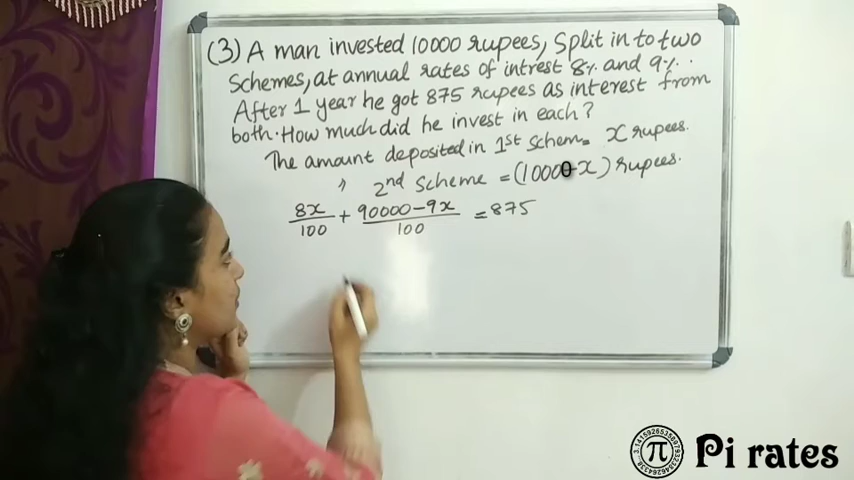 (3) A man invested 10000 rupees, Split in to two
Schemes, at annual rates of intrest 8% and 9%.
After 1 year he got 875 rupees as interest from
both. How much did he invest in each?
The amount deposited in 1st Schem = x rupees.
〃 2nd Scheme = (10000-x) rupees.
8x/100 + 90000-9x/100 = 875
π Pi rates